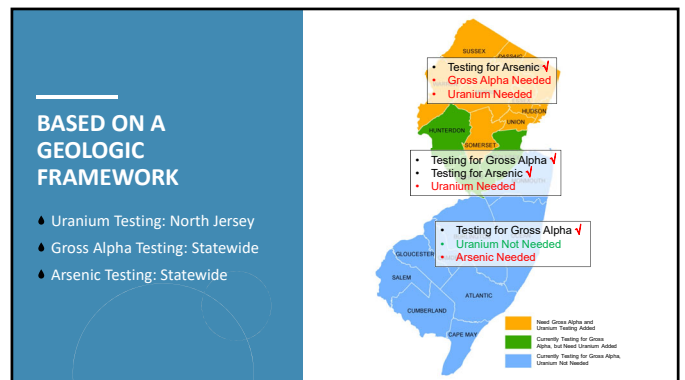 BASED ON A
GEOLOGIC
FRAMEWORK
Uranium Testing: North Jersey
Gross Alpha Testing: Statewide
Arsenic Testing: Statewide
SUSSEX
PASSAIC
• Testing for Arsenic √
• Gross Alpha Needed
• Uranium Needed
HUDSON
UNION
HUNTERDON
SOMERSET
• Testing for Gross Alpha √
• Testing for Arsenic √
• Uranium Needed
• Testing for Gross Alpha √
• Uranium Not Needed
• Arsenic Needed
GLOUCESTER
SALEM
ATLANTIC
CUMBERLAND
CAPE MAY
Need Gross Alpha and
Uranium Testing Added
Currently Testing for Gross
Alpha, but Need Uranium Added
Currently Testing for Gross Alpha,
Uranium Not Needed